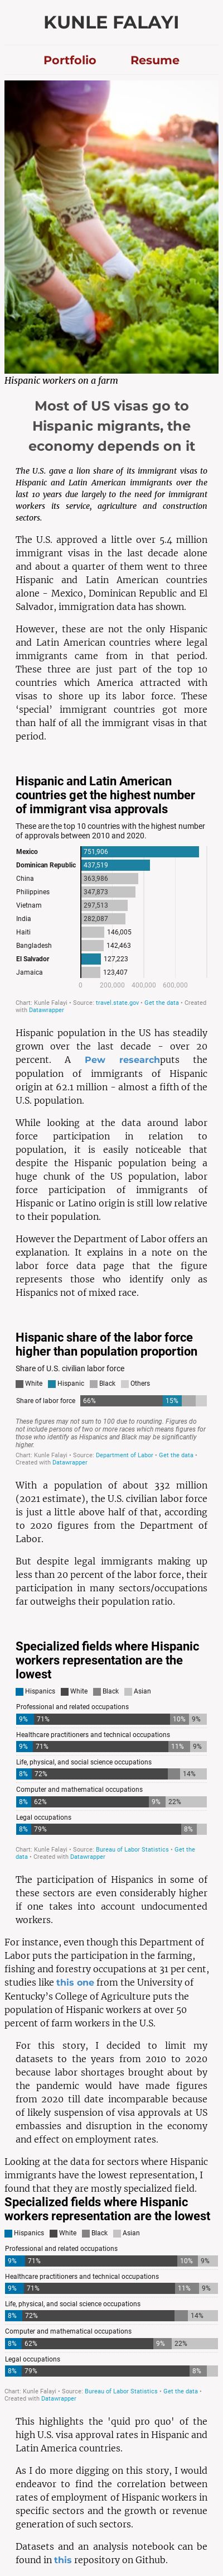 KUNLE FALAYI
Portfolio Resume
Hispanic workers on a farm
Most of US visas go to
Hispanic migrants, the
economy depends on it
The U.S. gave a lion share of its immigrant visas to
Hispanic and Latin American immigrants over the
last 10 years due largely to the need for immigrant
workers its service, agriculture and construction
sectors.
The U.S. approved a little over 5.4 million
immigrant visas in the last decade alone
and about a quarter of them went to three
Hispanic and Latin American countries
alone - Mexico, Dominican Republic and El
Salvador, immigration data has shown.
However, these are not the only Hispanic
and Latin American countries where legal
immigrants came from in that period.
These three are just part of the top 10
countries which America attracted with
visas to shore up its labor force. These
‘special’ immigrant countries got more
than half of all the immigrant visas in that
period.
Hispanic and Latin American
countries get the highest number
of immigrant visa approvals
These are the top 10 countries with the highest number
of approvals between 2010 and 2020.
Mexico 751,906
Dominican Republic 437,519
China 363,986
Philippines 347,873
Vietnam 297,513
India 282,087
Haiti 146,005
Bangladesh 142,463
El Salvador 127,223
Jamaica 123,407
0 200,000 400,000 600,000
Chart: Kunle Falayi • Source: travel.state.gov • Get the data • Created
with Datawrapper
Hispanic population in the US has steadily
grown over the last decage - over 20
percent. A Pew researchputs the
population of immigrants of Hispanic
origin at 62.1 million - almost a fifth of the
U.S. population.
While looking at the data around labor
force participation in relation to
population, it is easily noticeable that
despite the Hispanic population being a
huge chunk of the US population, labor
force participation of immigrants of
Hispanic or Latino origin is still low relative
to their population.
However the Department of Labor offers an
explanation. It explains in a note on the
labor force data page that the figure
represents those who identify only as
Hispanics not of mixed race.
Hispanic share of the labor force
higher than population proportion
Share of U.S. civilian labor force
White Hispanic Black Others
Share of labor force 66% 15%
These figures may not sum to 100 due to rounding. Figures do
not include persons of two or more races which means figures for
those who identify as Hispanics and Black may be significantly
higher.
Chart: Kunle Falayi • Source: Department of Labor • Get the data •
Created with Datawrapper
With a population of about 332 million
(2021 estimate), the U.S. civilian labor force
is just a little above half of that, according
to 2020 figures from the Department of
Labor.
But despite legal immigrants making up
less than 20 percent of the labor force, their
participation in many sectors/occupations
far outweighs their population ratio.
Specialized fields where Hispanic
workers representation are the
lowest
Hispanics White Black Asian
Professional and related occupations
9% 71% 10% 9%
Healthcare practitioners and technical occupations
9% 71% 11% 9%
Life, physical, and social science occupations
8% 72% 14%
Computer and mathematical occupations
8% 62% 9% 22%
Legal occupations
8% 79% 8%
Chart: Kunle Falayi • Source: Bureau of Labor Statistics • Get the
data • Created with Datawrapper
The participation of Hispanics in some of
these sectors are even considerably higher
if one takes into account undocumented
workers.
For instance, even though this Department of
Labor puts the participation in the farming,
fishing and forestry occupations at 31 per cent,
studies like this one from the University of
Kentucky’s College of Agriculture puts the
population of Hispanic workers at over 50
percent of farm workers in the U.S.
For this story, I decided to limit my
datasets to the years from 2010 to 2020
because labor shortages brought about by
the pandemic would have made figures
from 2020 till date incomparable because
of likely suspension of visa approvals at US
embassies and disruption in the economy
and effect on employment rates.
Looking at the data for sectors where Hispanic
immigrants have the lowest representation, I
found that they are mostly specialized field.
Specialized fields where Hispanic
workers representation are the lowest
Hispanics White Black Asian
Professional and related occupations
9% 71% 10% 9%
Healthcare practitioners and technical occupations
9% 71% 11% 9%
Life, physical, and social science occupations
8% 72% 14%
Computer and mathematical occupations
8% 62% 9% 22%
Legal occupations
8% 79% 8%
Chart: Kunle Falayi • Source: Bureau of Labor Statistics • Get the data •
Created with Datawrapper
This highlights the 'quid pro quo' of the
high U.S. visa approval rates in Hispanic and
Latin America countries.
As I do more digging on this story, I would
endeavor to find the correlation between
rates of employment of Hispanic workers in
specific sectors and the growth or revenue
generation of such sectors.
Datasets and an analysis notebook can be
found in this repository on Github.